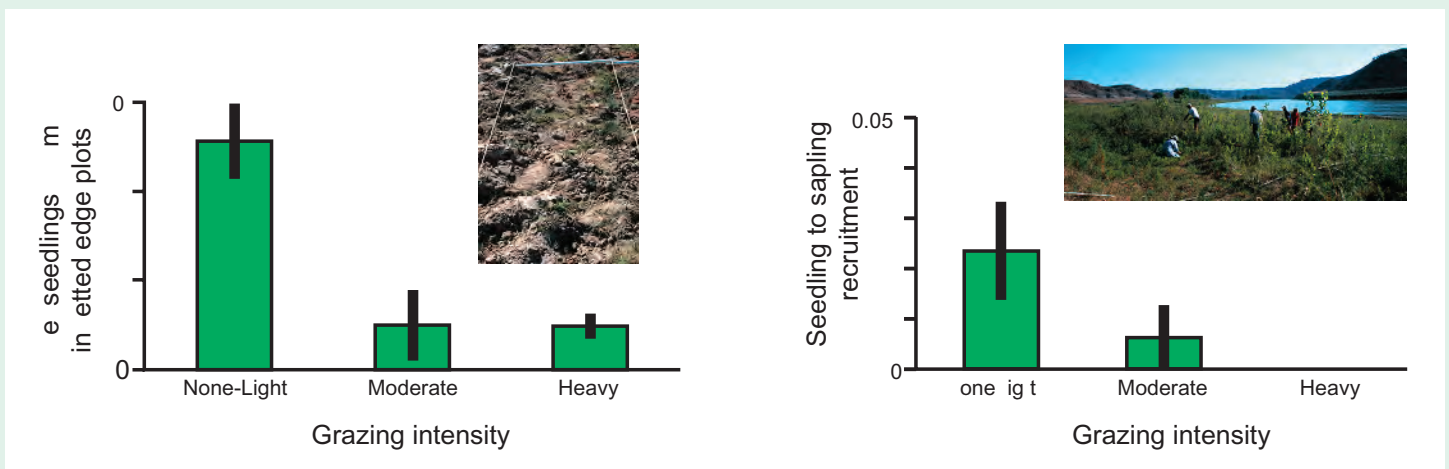 0
e seedlings m
in etted edge plots
0
None-Light
Moderate
Heavy
Grazing intensity
0.05
Seedling to sapling
recruitment
0
one ig t
Moderate
Heavy
Grazing intensity